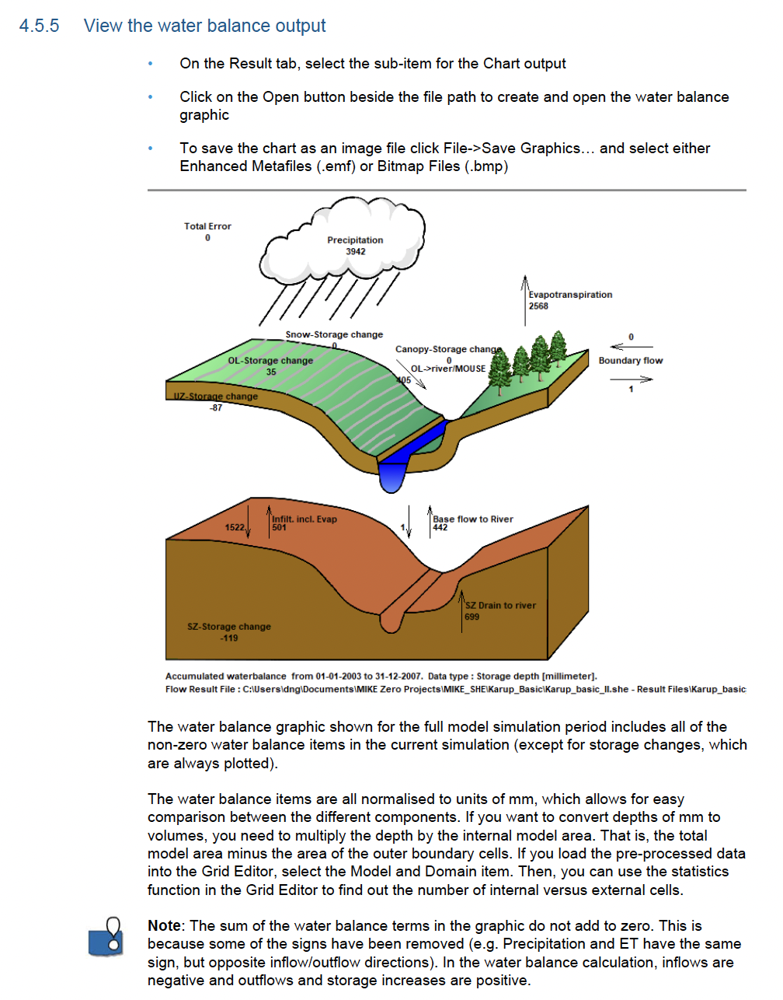 4.5.5 View the water balance output
• On the Result tab, select the sub-item for the Chart output
• Click on the Open button beside the file path to create and open the water balance
graphic
• To save the chart as an image file click File->Save Graphics… and select either
Enhanced Metafiles (.emf) or Bitmap Files (.bmp)
Total Error
0
Precipitation
3942
Evapotranspiration
2568
Snow-Storage change
0
Canopy-Storage change
0
OL->river/MOUSE
405
0
Boundary flow
1
OL-Storage change
35
UZ-Storage change
-87
Infilt. incl. Evap
1522
501
1
Base flow to River
442
SZ Drain to river
699
SZ-Storage change
-119
Accumulated waterbalance from 01-01-2003 to 31-12-2007. Data type : Storage depth [millimeter].
Flow Result File : C:\Users\dng\Documents\MIKE Zero Projects\MIKE_SHE\Karup_Basic\Karup_basic_II.she - Result Files\Karup_basic
The water balance graphic shown for the full model simulation period includes all of the
non-zero water balance items in the current simulation (except for storage changes, which
are always plotted).
The water balance items are all normalised to units of mm, which allows for easy
comparison between the different components. If you want to convert depths of mm to
volumes, you need to multiply the depth by the internal model area. That is, the total
model area minus the area of the outer boundary cells. If you load the pre-processed data
into the Grid Editor, select the Model and Domain item. Then, you can use the statistics
function in the Grid Editor to find out the number of internal versus external cells.
Note: The sum of the water balance terms in the graphic do not add to zero. This is
because some of the signs have been removed (e.g. Precipitation and ET have the same
sign, but opposite inflow/outflow directions). In the water balance calculation, inflows are
negative and outflows and storage increases are positive.